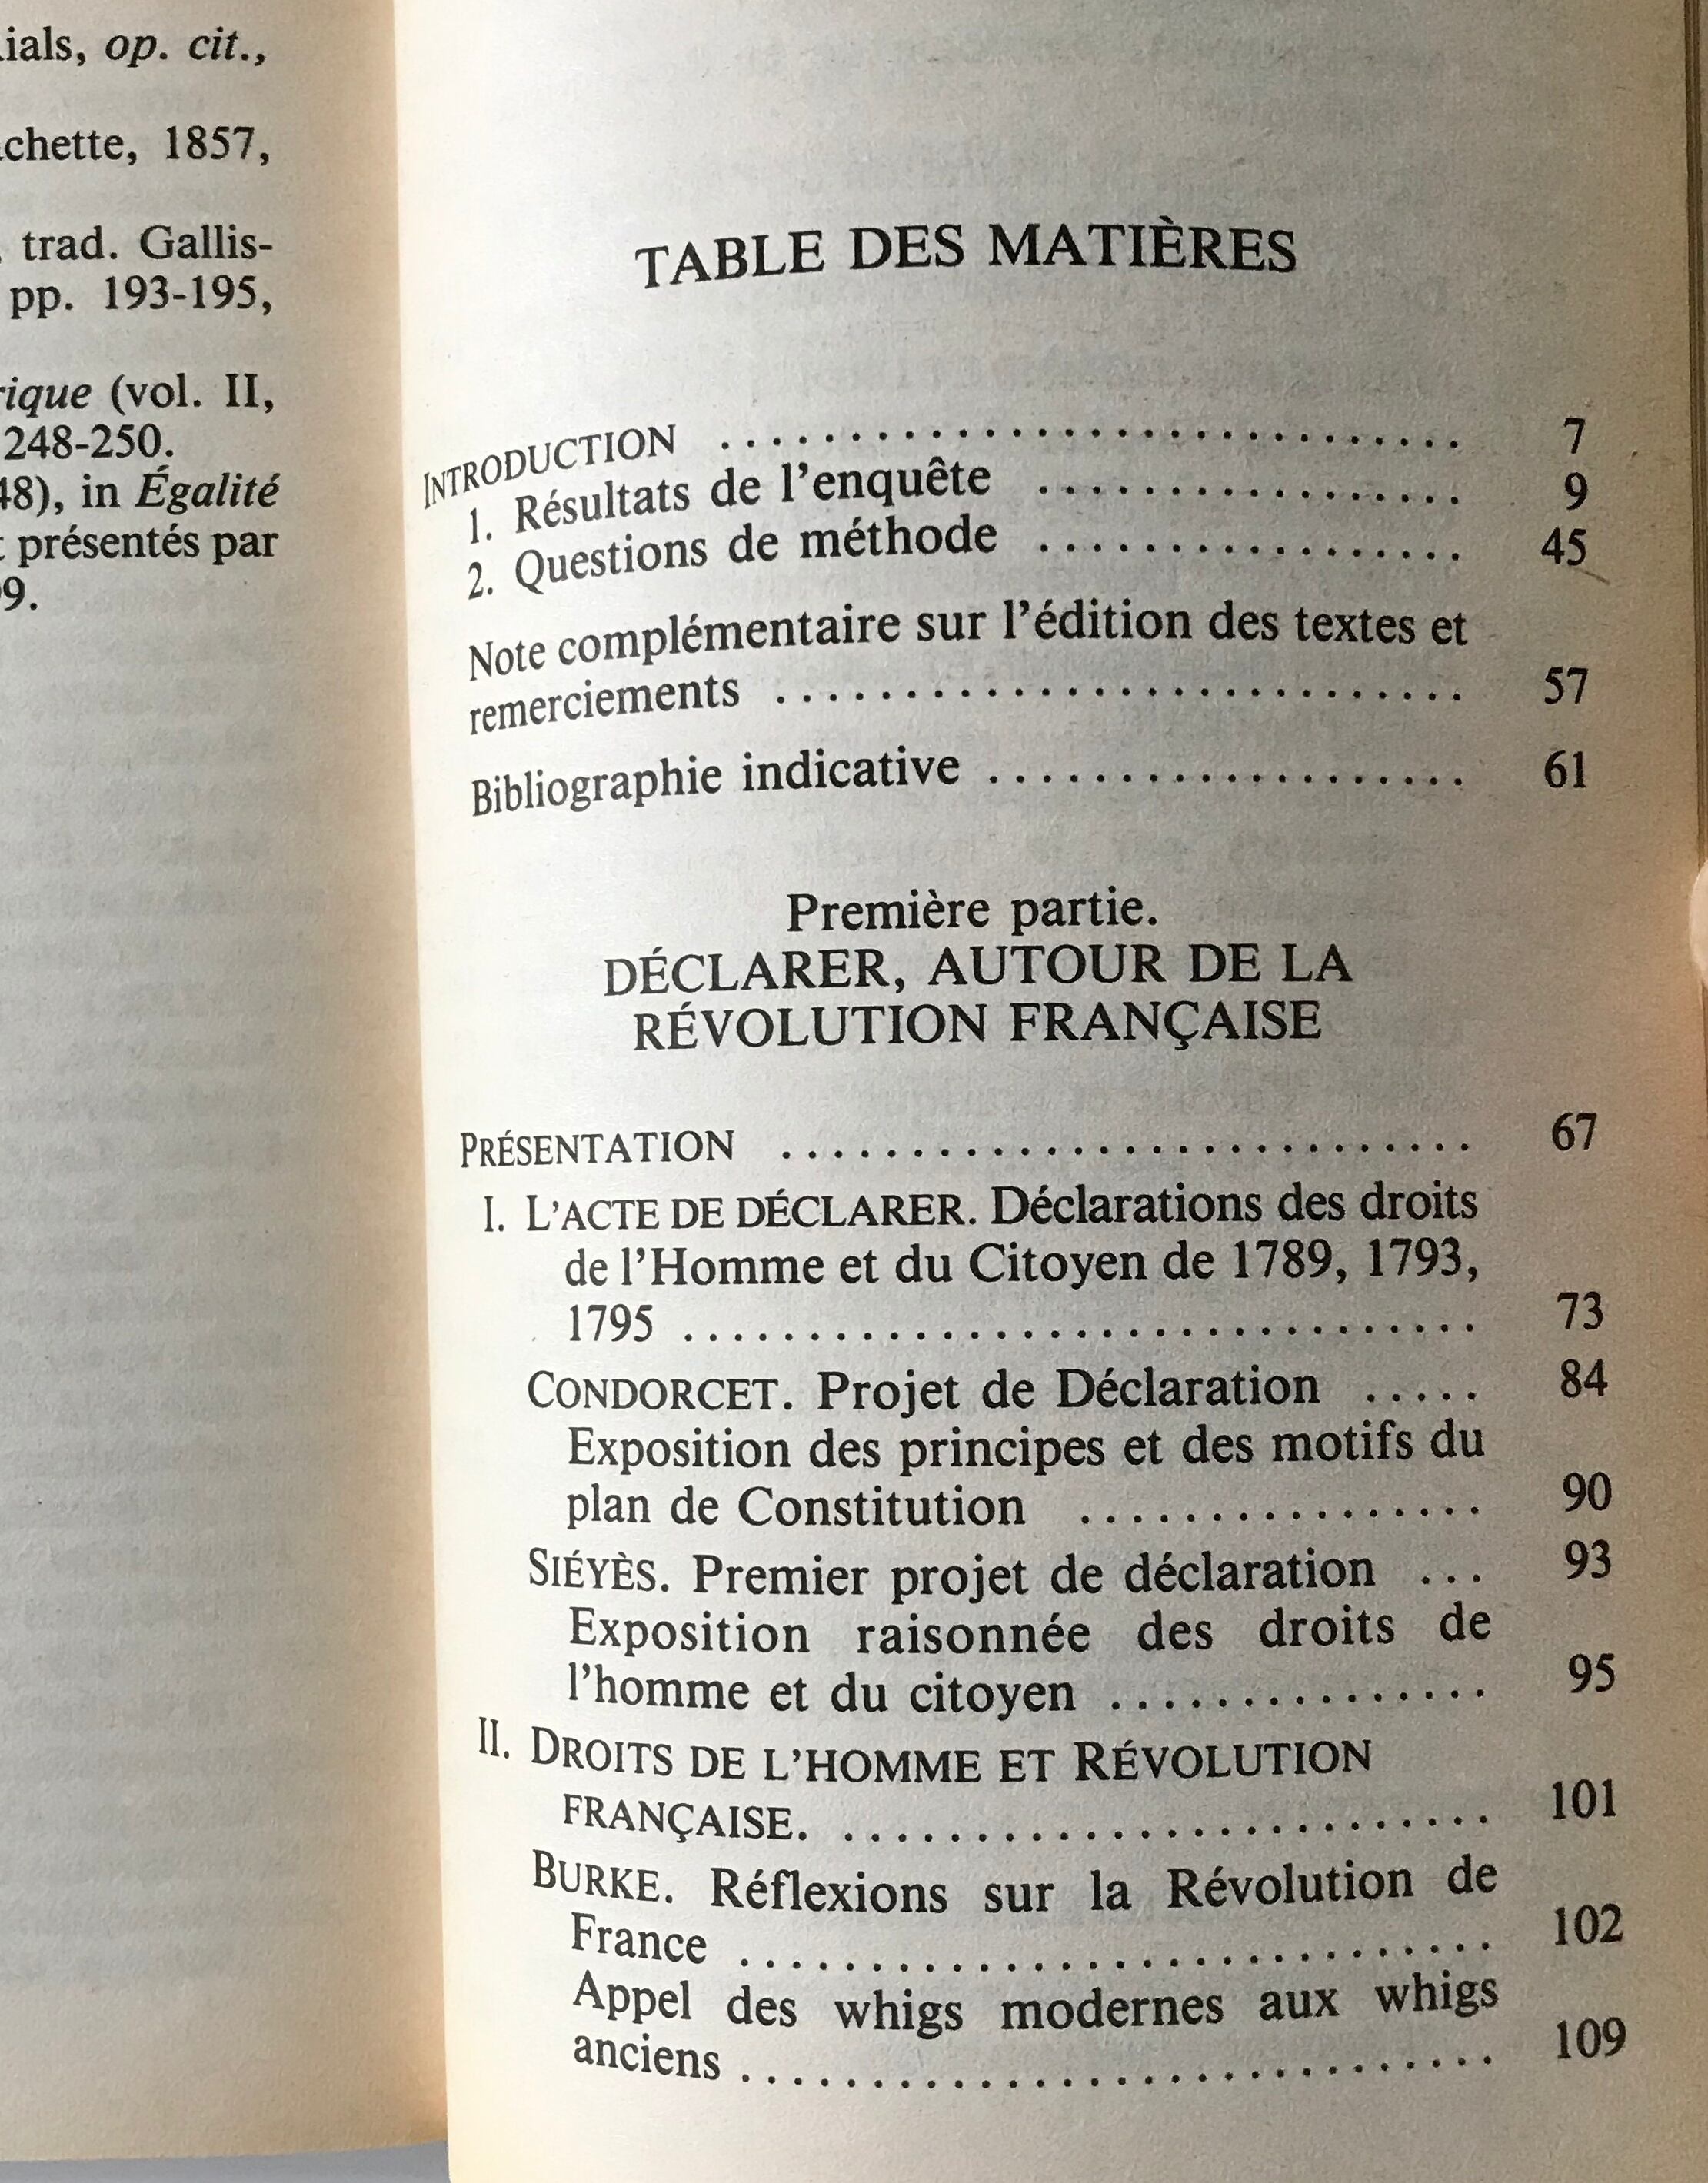 op. cit.,
1857,
trad. Gallis-
pp. 193-195,
(vol. II,
248-250.
in Égalité
présentés par
TABLE DES MATIÈRES
INTRODUCTION .............................. 7
1. Résultats de l'enquête ................. 9
2. Questions de méthode ................. 45
Note complémentaire sur l'édition des textes et
remerciements ........................... 57
Bibliographie indicative ................... 61
Première partie.
DÉCLARER, AUTOUR DE LA
RÉVOLUTION FRANÇAISE
PRÉSENTATION ........................... 67
I. L'ACTE DE DÉCLARER. Déclarations des droits
de l'Homme et du Citoyen de 1789, 1793,
1795 ............................... 73
CONDORCET. Projet de Déclaration ..... 84
Exposition des principes et des motifs du
plan de Constitution ................ 90
SIÉYÈS. Premier projet de déclaration ... 93
Exposition raisonnée des droits de
l'homme et du citoyen ............... 95
II. DROITS DE L'HOMME ET RÉVOLUTION
FRANÇAISE. ......................... 101
BURKE. Réflexions sur la Révolution de
France ............................. 102
Appel des whigs modernes aux whigs
anciens ............................. 109